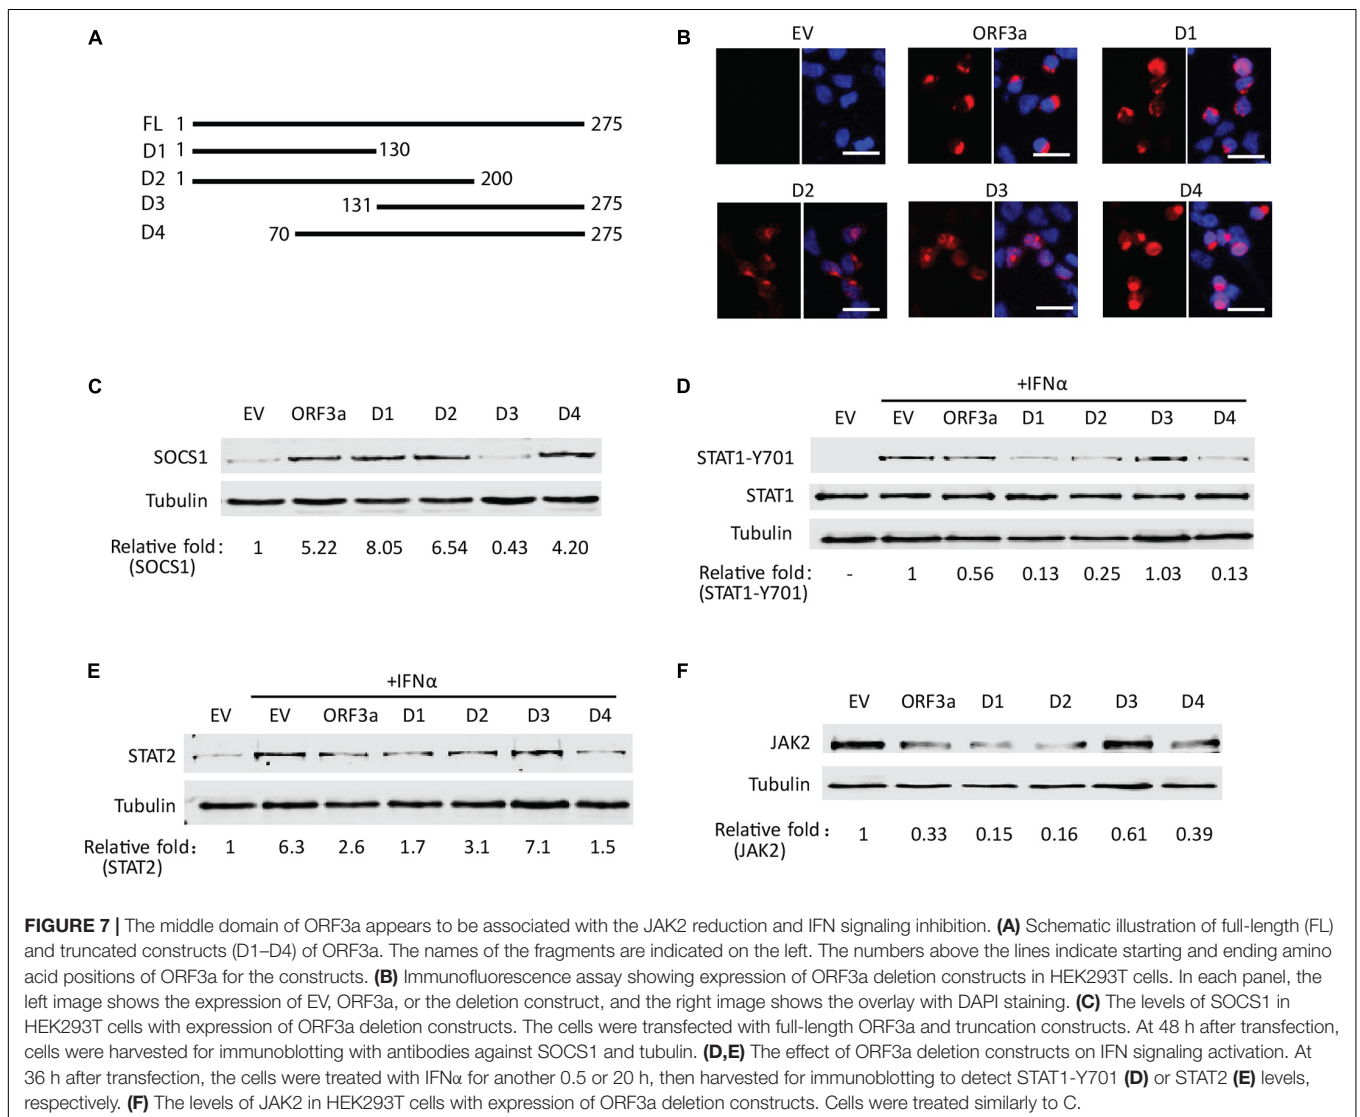 A
FL 1 275
D1 1 130
D2 1 200
D3 131 275
D4 70 275
B
EV ORF3a D1
D2 D3 D4
C
EV ORF3a D1 D2 D3 D4
SOCS1
Tubulin
Relative fold: 1 5.22 8.05 6.54 0.43 4.20
(SOCS1)
D
+IFNα
EV EV ORF3a D1 D2 D3 D4
STAT1-Y701
STAT1
Tubulin
Relative fold: - 1 0.56 0.13 0.25 1.03 0.13
(STAT1-Y701)
E
+IFNα
EV EV ORF3a D1 D2 D3 D4
STAT2
Tubulin
Relative fold: 1 6.3 2.6 1.7 3.1 7.1 1.5
(STAT2)
F
EV ORF3a D1 D2 D3 D4
JAK2
Tubulin
Relative fold: 1 0.33 0.15 0.16 0.61 0.39
(JAK2)
FIGURE 7 | The middle domain of ORF3a appears to be associated with the JAK2 reduction and IFN signaling inhibition. (A) Schematic illustration of full-length (FL)
and truncated constructs (D1–D4) of ORF3a. The names of the fragments are indicated on the left. The numbers above the lines indicate starting and ending amino
acid positions of ORF3a for the constructs. (B) Immunofluorescence assay showing expression of ORF3a deletion constructs in HEK293T cells. In each panel, the
left image shows the expression of EV, ORF3a, or the deletion construct, and the right image shows the overlay with DAPI staining. (C) The levels of SOCS1 in
HEK293T cells with expression of ORF3a deletion constructs. The cells were transfected with full-length ORF3a and truncation constructs. At 48 h after transfection,
cells were harvested for immunoblotting with antibodies against SOCS1 and tubulin. (D,E) The effect of ORF3a deletion constructs on IFN signaling activation. At
36 h after transfection, the cells were treated with IFNα for another 0.5 or 20 h, then harvested for immunoblotting to detect STAT1-Y701 (D) or STAT2 (E) levels,
respectively. (F) The levels of JAK2 in HEK293T cells with expression of ORF3a deletion constructs. Cells were treated similarly to C.